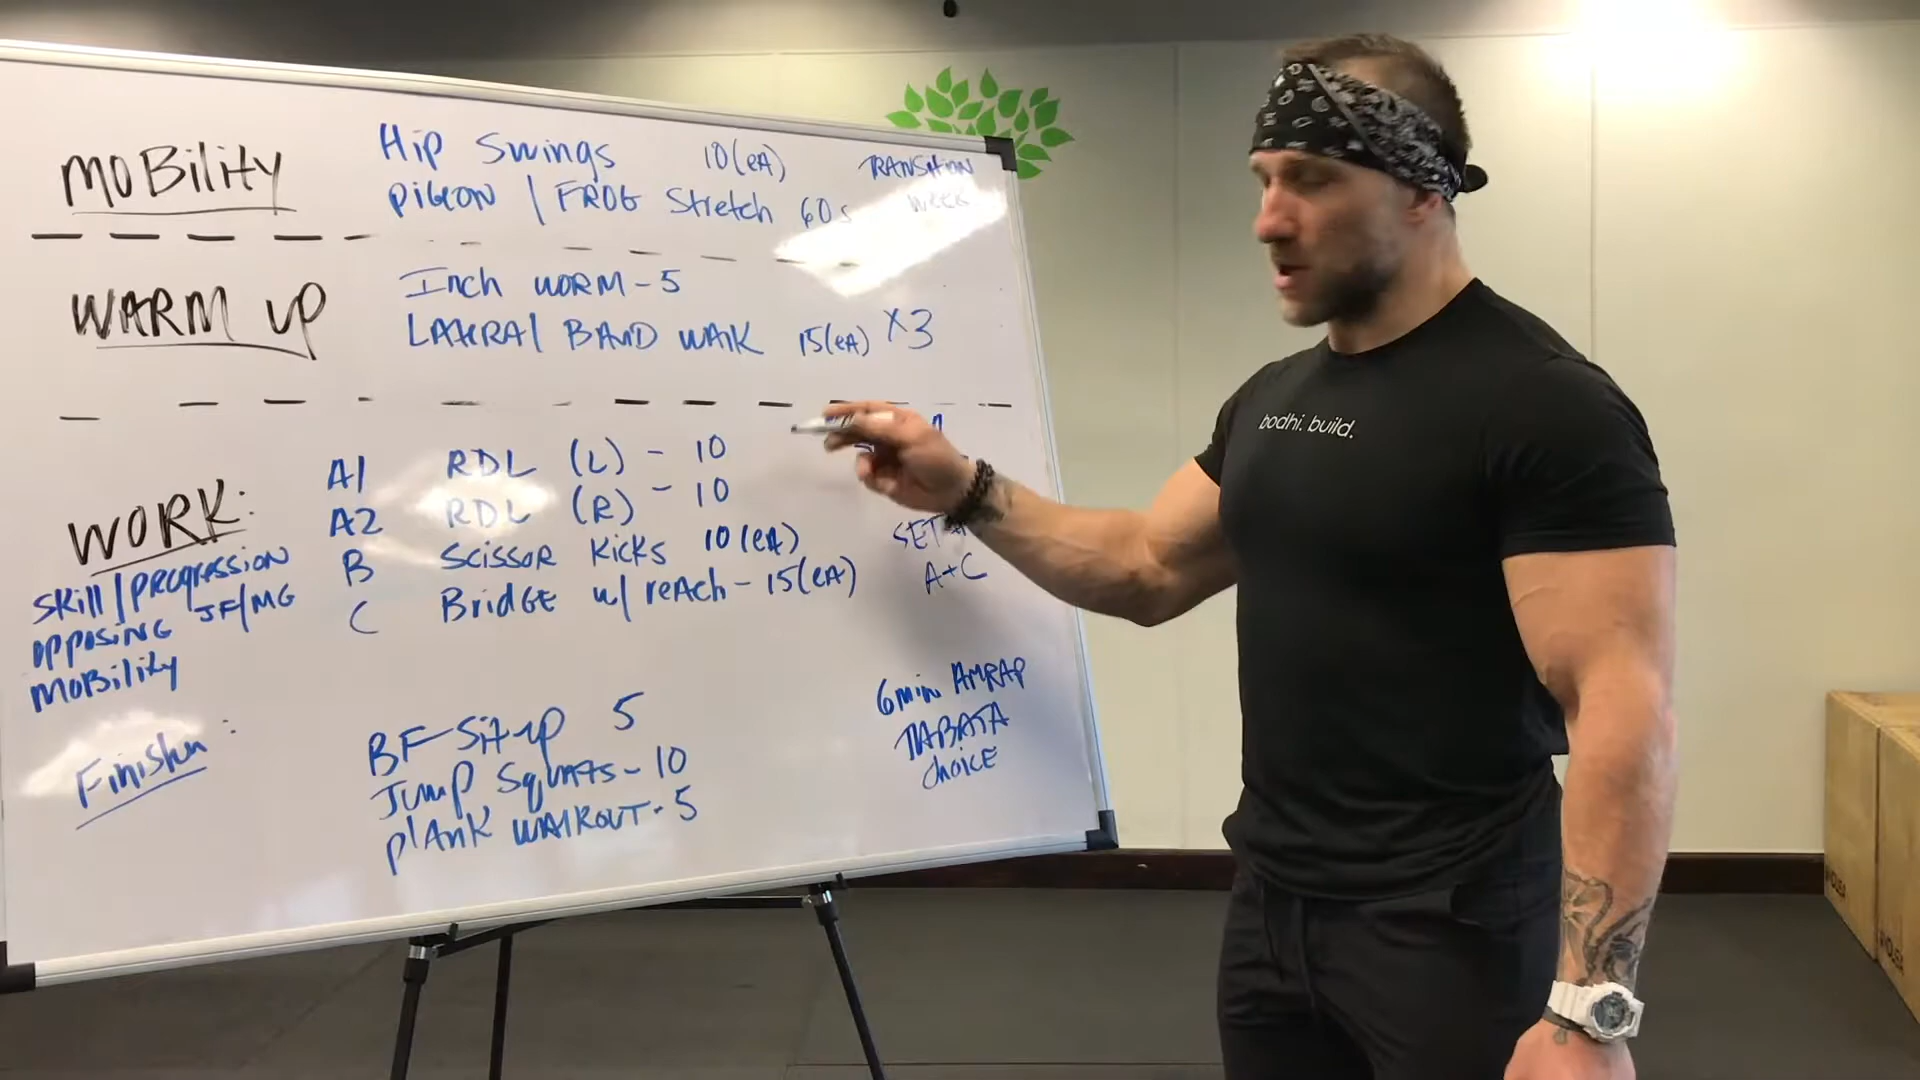 MOBility
Hip Swings 10(eA)
PIGEON / FROG Stretch 60s
TRANSITION
WEEK
WARM UP
Inch WORM - 5
LATERAl BAND WAlK 15(eA) X3
WORK:
Skill/PROgression JF/MG
OPPOSING
MOBility
A1 RDL (L) - 10
A2 RDL (R) - 10
B Scissor Kicks 10(eA)
C BridGE w/ reAch - 15(eA)
SET
A+C
Finisher:
BF-Sit-up 5
Jump Squats - 10
PlAnK WAlKOUT - 5
6min AMRAP
TABATA
choice
bodhi. build.